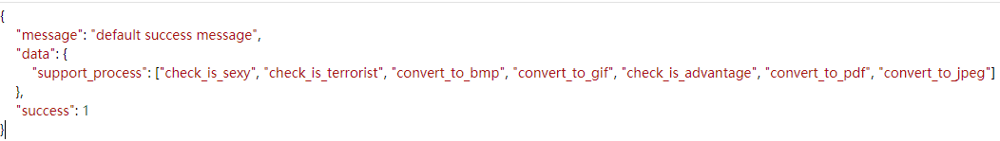 {
"message": "default success message",
"data": {
"support_process": ["check_is_sexy", "check_is_terrorist", "convert_to_bmp", "convert_to_gif", "check_is_advantage", "convert_to_pdf", "convert_to_jpeg"]
},
"success": 1
}